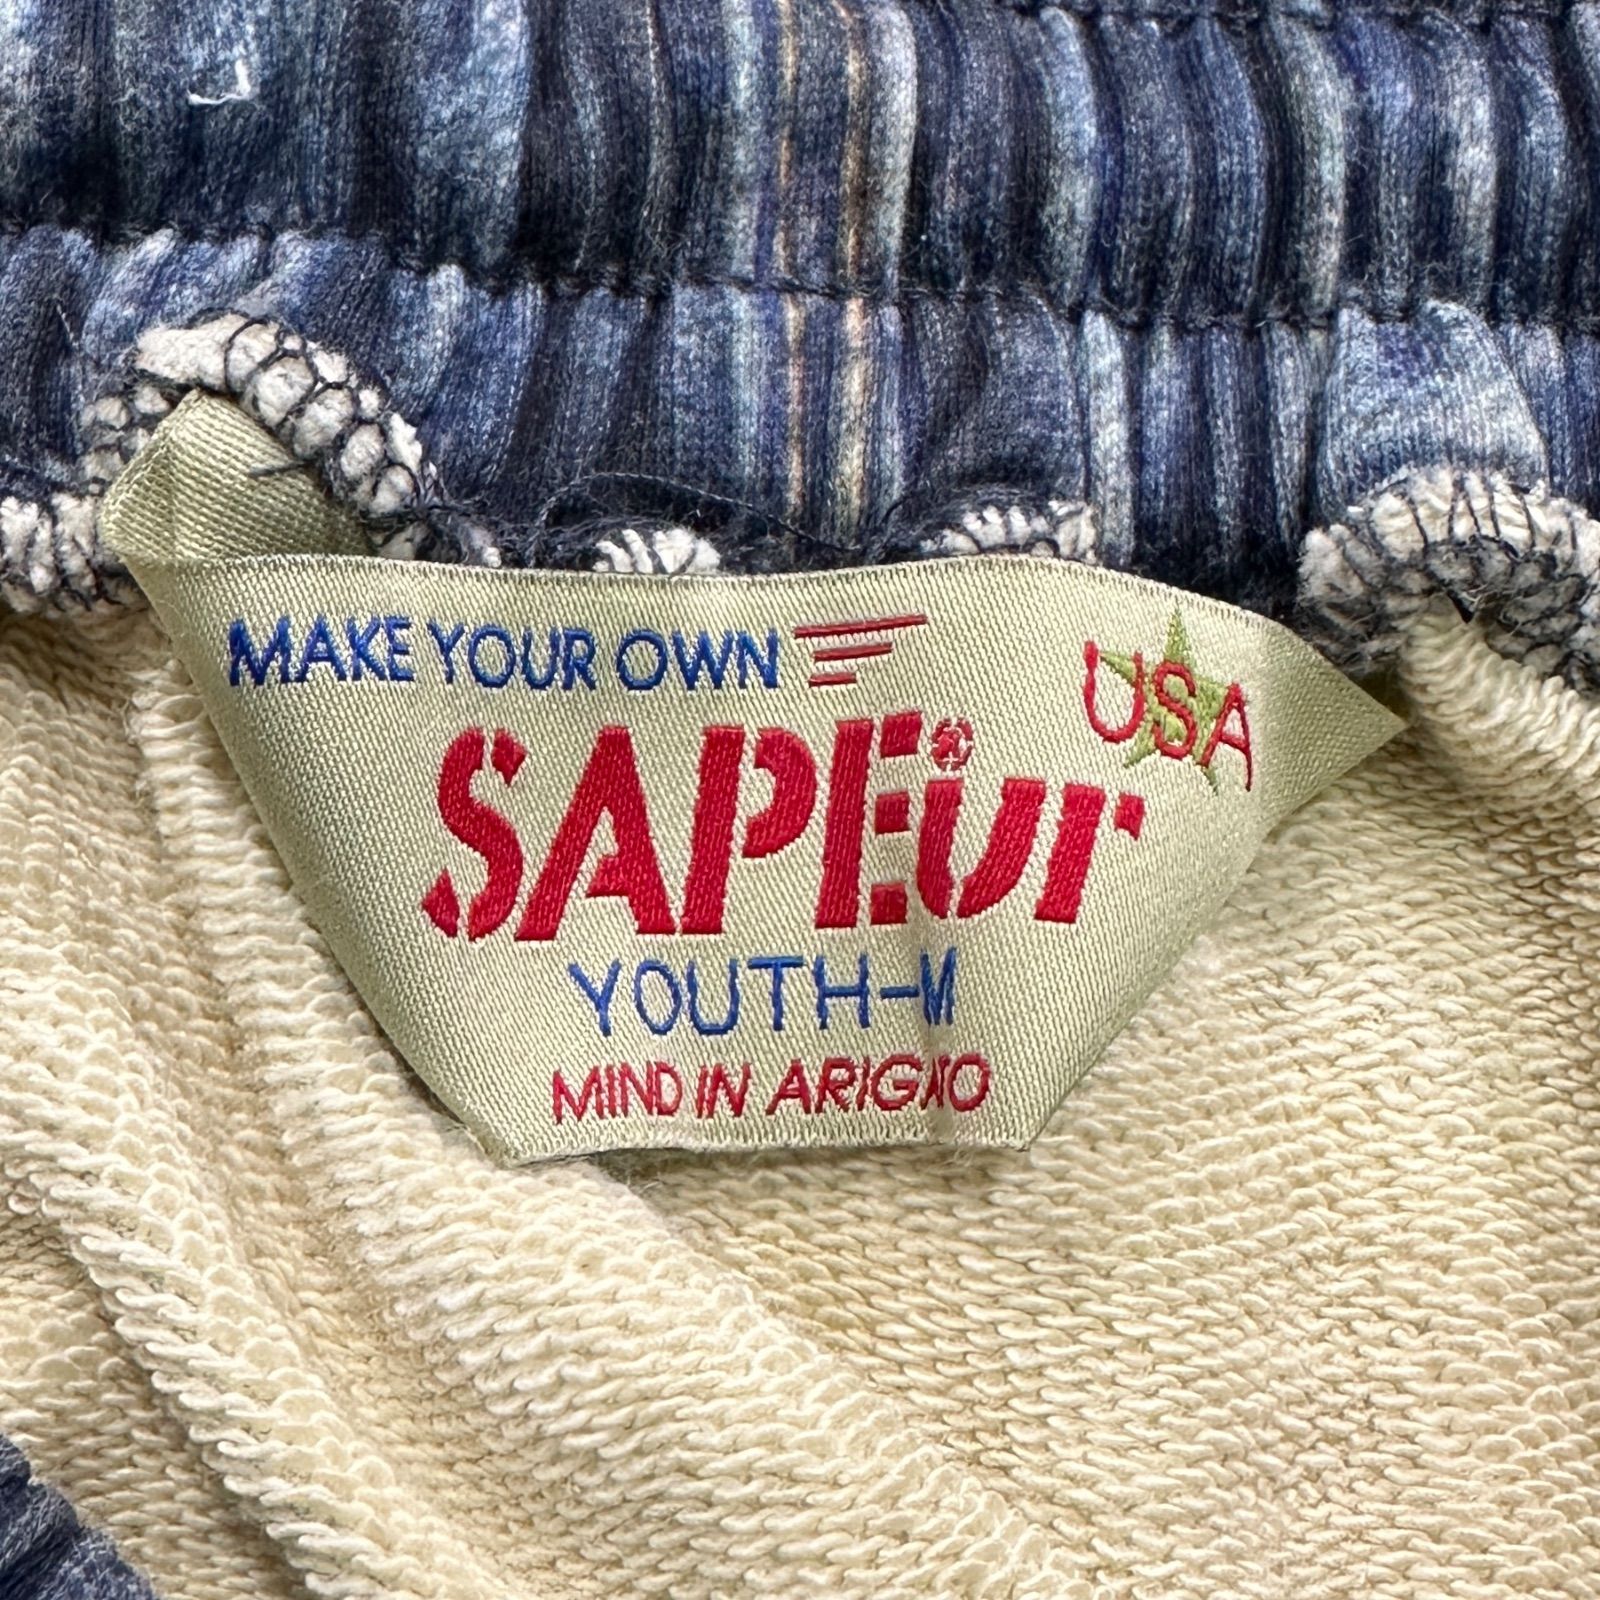 MAKE YOUR OWN
USA
SAPEur
YOUTH-M
MIND IN ARIGATO